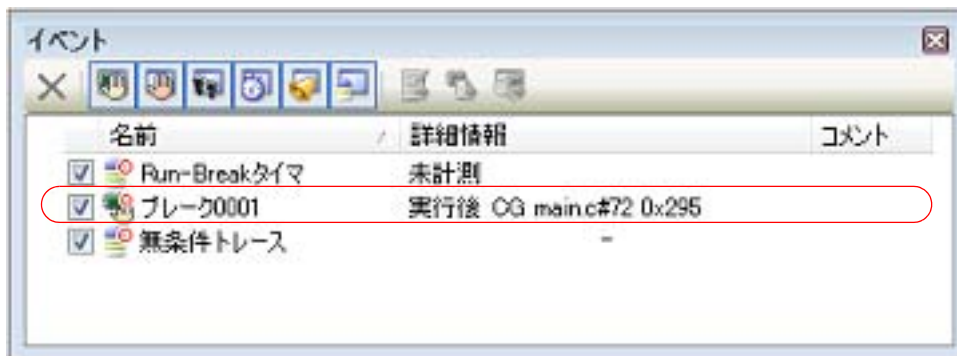 イベント
名前 詳細情報 コメント
Run-Breakタイマ 未計測
ブレーク0001 実行後 CG_main.c#72 0x295
無条件トレース -